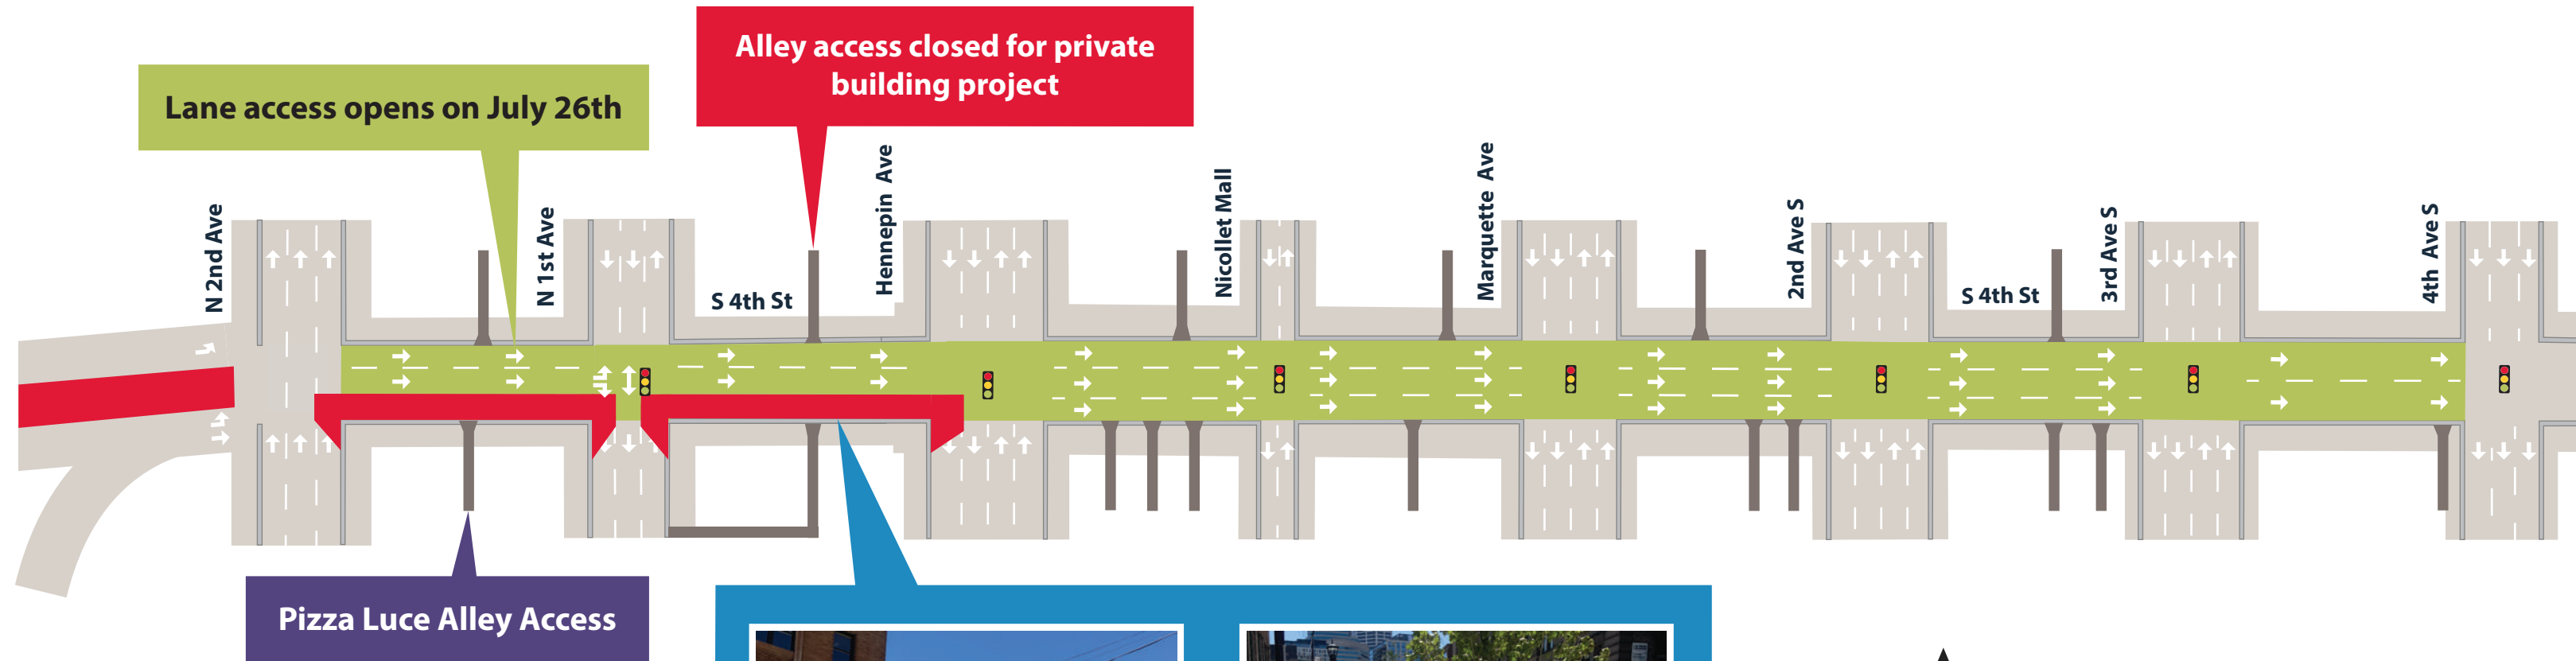 Alley access closed for private
building project
Lane access opens on July 26th
N 2nd Ave
N 1st Ave
S 4th St
Hennepin Ave
Nicollet Mall
Marquette Ave
2nd Ave S
S 4th St
3rd Ave S
4th Ave S
Pizza Luce Alley Access